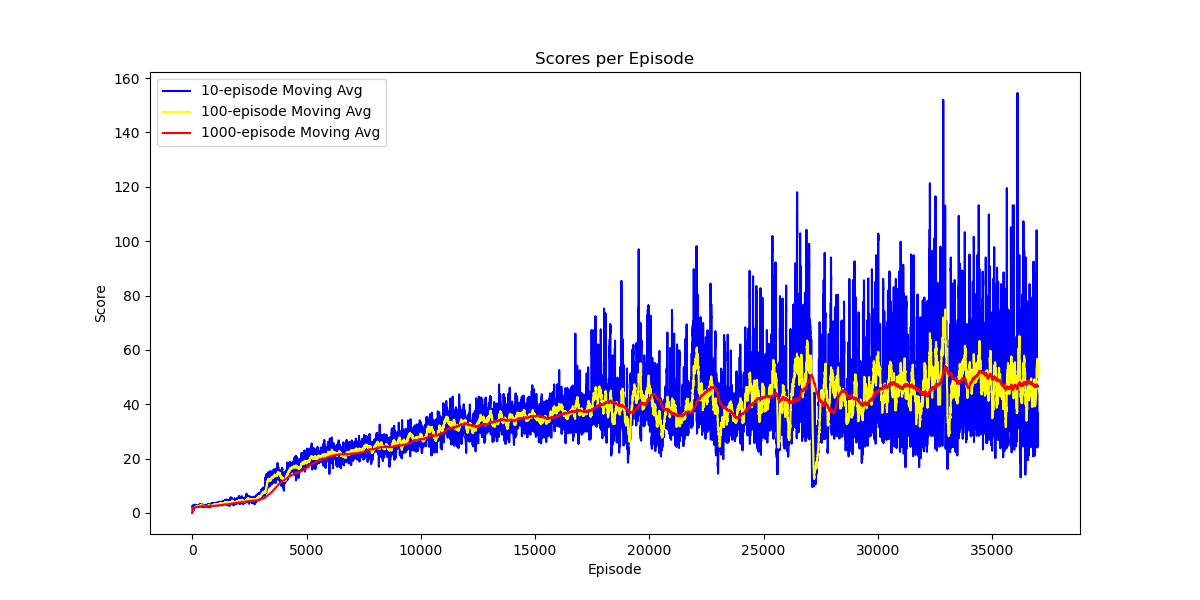 Scores per Episode
10-episode Moving Avg
100-episode Moving Avg
1000-episode Moving Avg
Score
160
140
120
100
80
60
40
20
0
0 5000 10000 15000 20000 25000 30000 35000
Episode